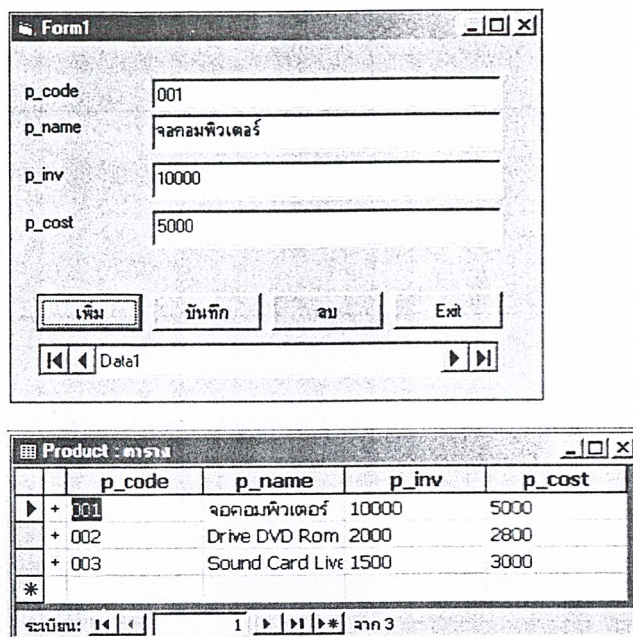 Form1
p_code 001
p_name จอคอมพิวเตอร์
p_inv 10000
p_cost 5000
เพิ่ม บันทึก ลบ Exit
Data1
Product : ตาราง
p_code p_name p_inv p_cost
+ 001 จอคอมพิวเตอร์ 10000 5000
+ 002 Drive DVD Rom 2000 2800
+ 003 Sound Card Live 1500 3000
ระเบียน: 1 จาก 3